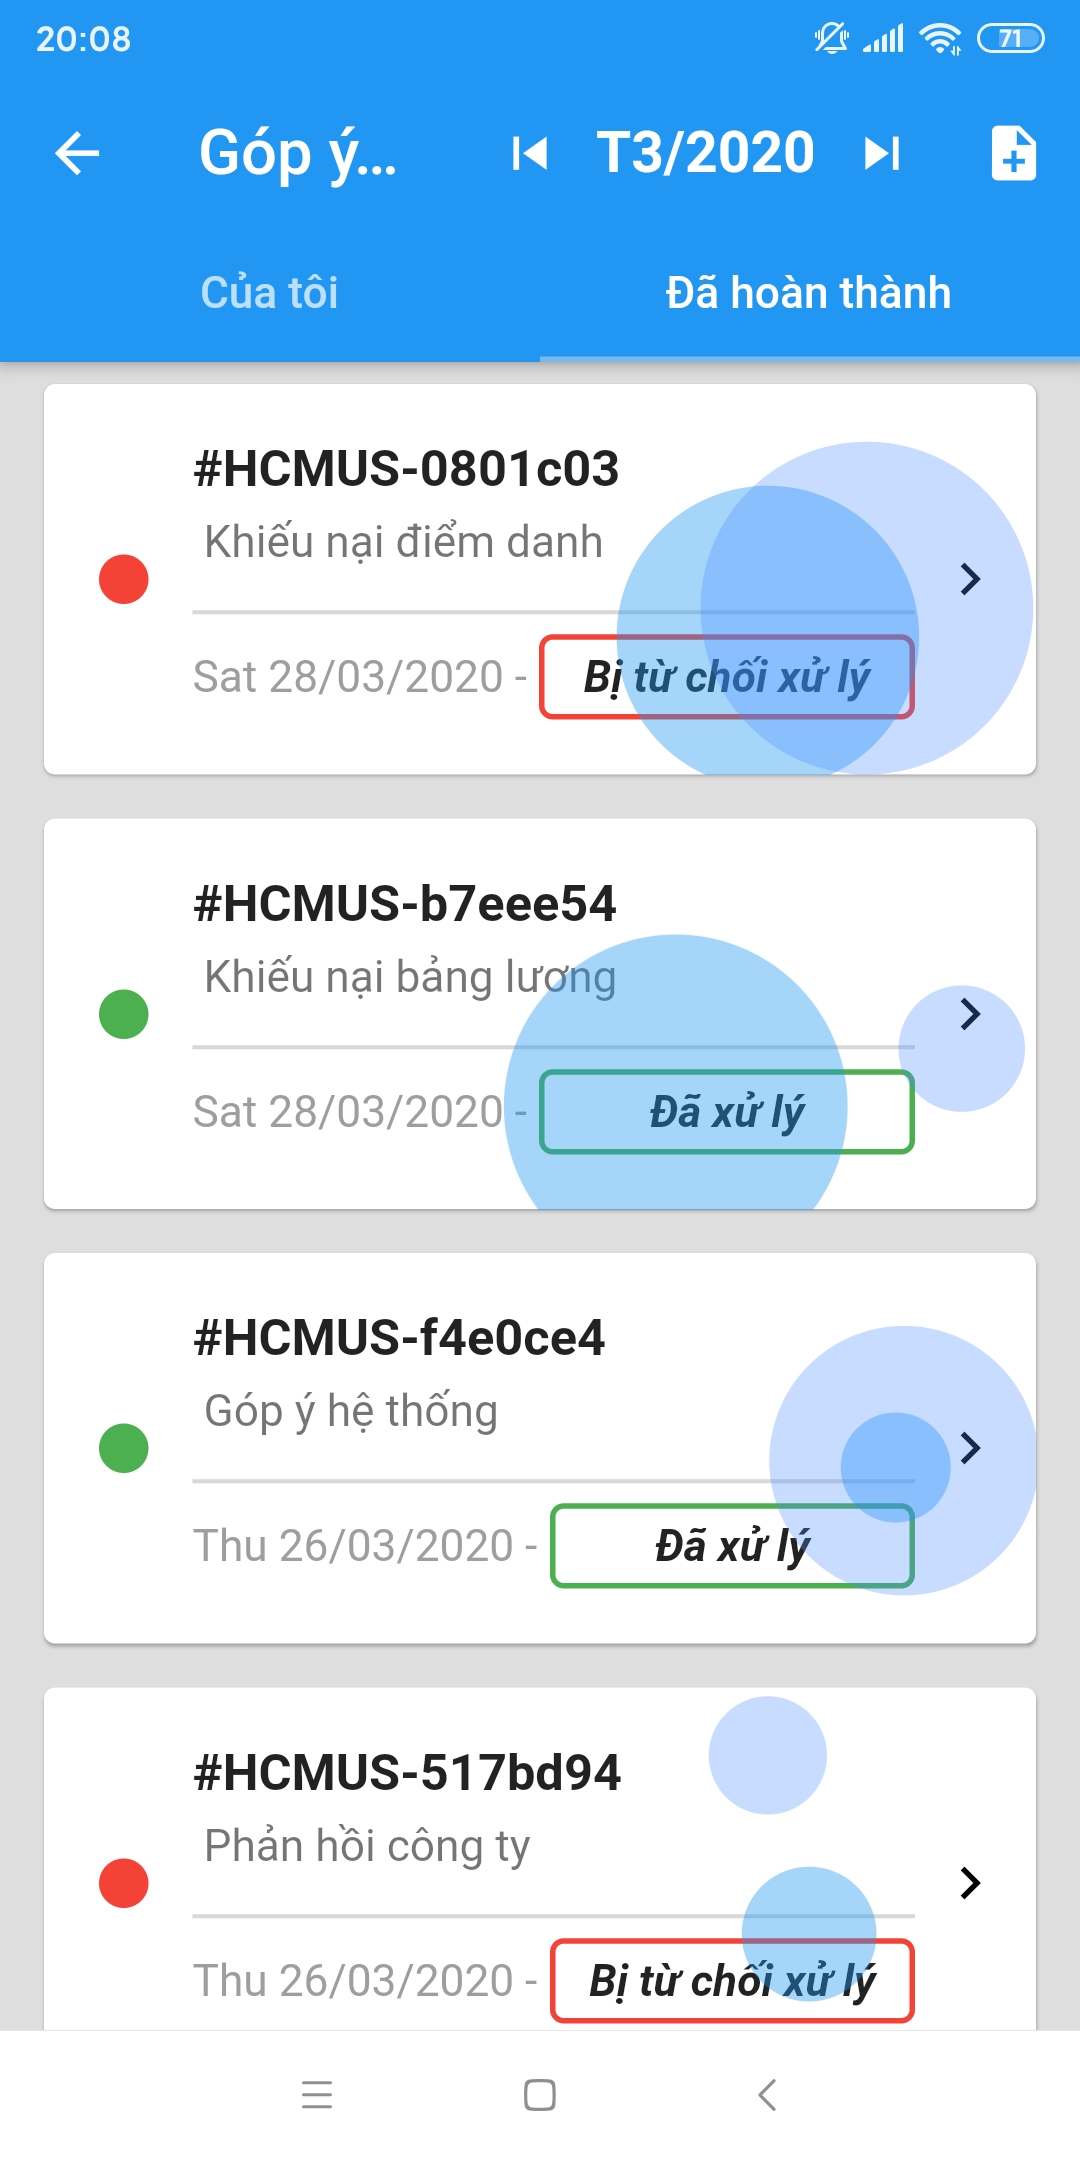 20:08
71
Góp ý...
T3/2020
Của tôi
Đã hoàn thành
#HCMUS-0801c03
Khiếu nại điểm danh
Sat 28/03/2020 - Bị từ chối xử lý
#HCMUS-b7eee54
Khiếu nại bảng lương
Sat 28/03/2020 - Đã xử lý
#HCMUS-f4e0ce4
Góp ý hệ thống
Thu 26/03/2020 - Đã xử lý
#HCMUS-517bd94
Phản hồi công ty
Thu 26/03/2020 - Bị từ chối xử lý